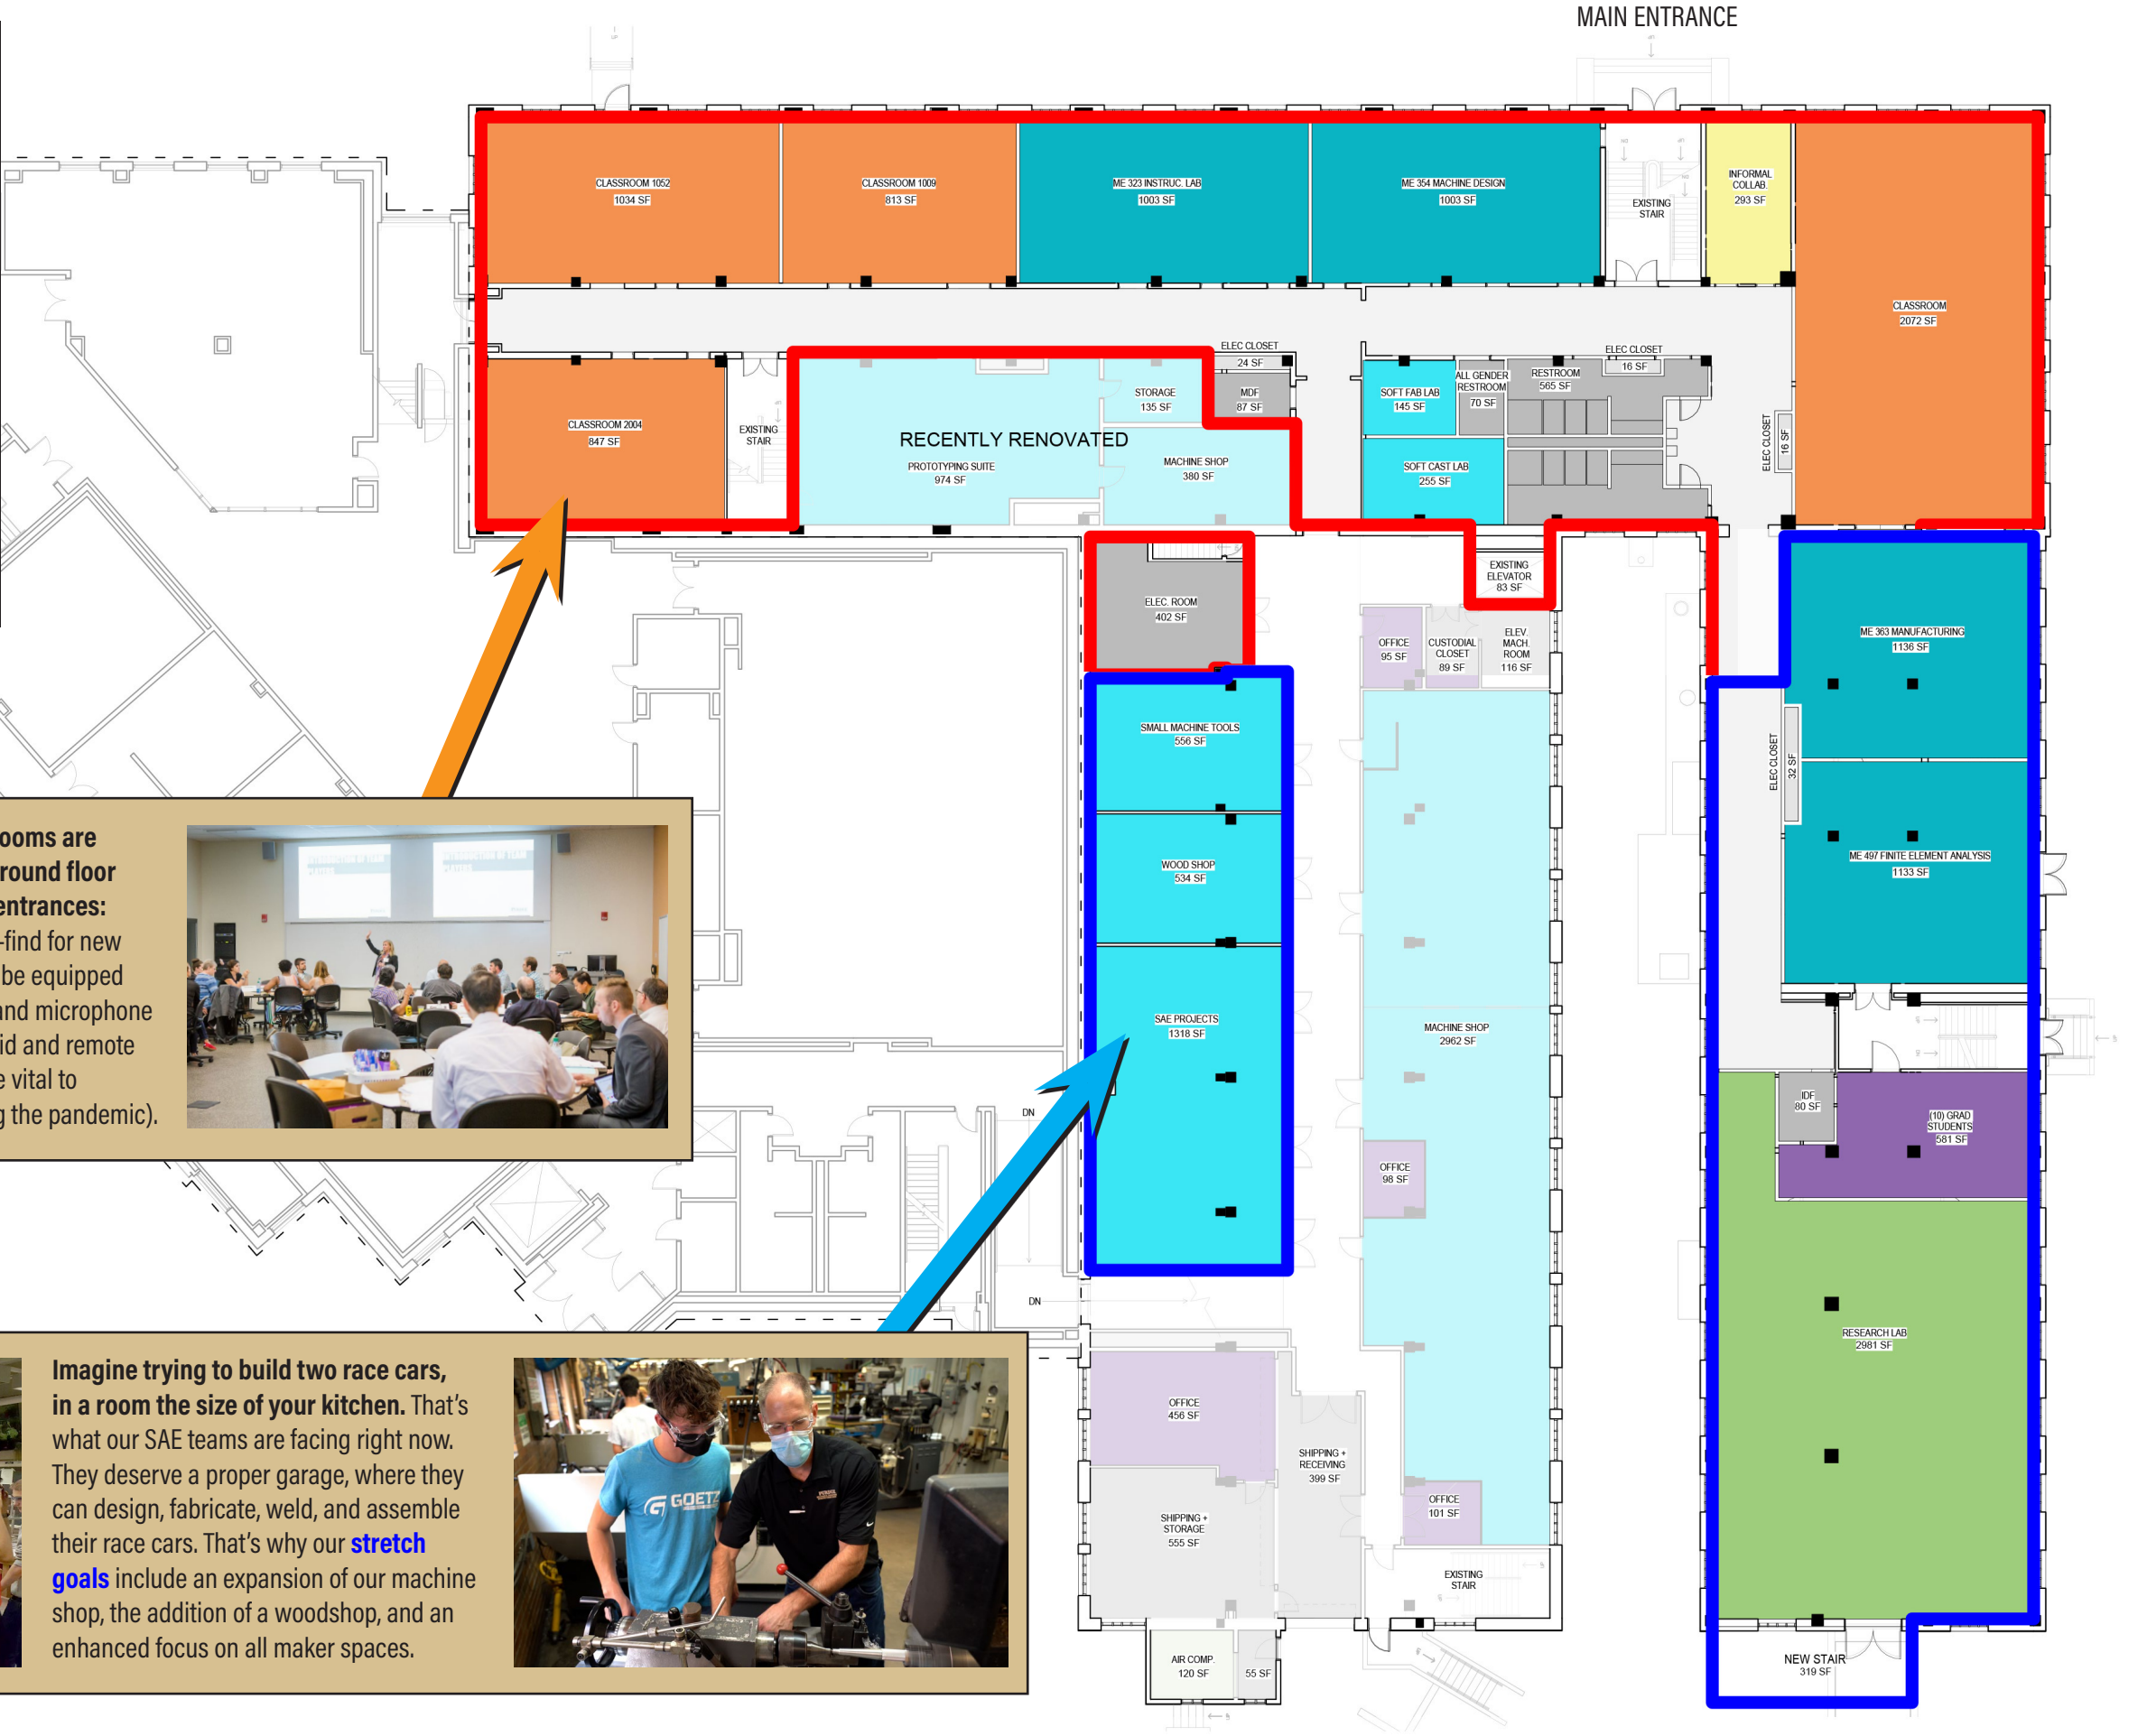 MAIN ENTRANCE
CLASSROOM 1052
1034 SF
CLASSROOM 1009
813 SF
ME 323 INSTRUC. LAB
1003 SF
ME 354 MACHINE DESIGN
1003 SF
EXISTING
STAIR
INFORMAL
COLLAB.
293 SF
CLASSROOM
2072 SF
ELEC CLOSET
24 SF
MDF
87 SF
STORAGE
135 SF
SOFT FAB LAB
145 SF
ALL GENDER
RESTROOM
70 SF
RESTROOM
565 SF
ELEC CLOSET
16 SF
ELEC CLOSET
16 SF
CLASSROOM 2004
847 SF
EXISTING
STAIR
RECENTLY RENOVATED
PROTOTYPING SUITE
974 SF
MACHINE SHOP
380 SF
SOFT CAST LAB
255 SF
EXISTING
ELEVATOR
83 SF
ELEC. ROOM
402 SF
OFFICE
95 SF
CUSTODIAL
CLOSET
89 SF
ELEV.
MACH.
ROOM
116 SF
ME 363 MANUFACTURING
1136 SF
SMALL MACHINE TOOLS
556 SF
ELEC CLOSET
32 SF
WOOD SHOP
534 SF
ME 497 FINITE ELEMENT ANALYSIS
1133 SF
SAE PROJECTS
1318 SF
MACHINE SHOP
2962 SF
IDF
80 SF
(10) GRAD
STUDENTS
581 SF
OFFICE
98 SF
DN
DN
RESEARCH LAB
2981 SF
OFFICE
456 SF
SHIPPING +
RECEIVING
399 SF
SHIPPING +
STORAGE
555 SF
OFFICE
101 SF
EXISTING
STAIR
AIR COMP.
120 SF
55 SF
NEW STAIR
319 SF
ooms are
round floor
entrances:
-find for new
be equipped
and microphone
id and remote
e vital to
g the pandemic).
Imagine trying to build two race cars,
in a room the size of your kitchen. That's
what our SAE teams are facing right now.
They deserve a proper garage, where they
can design, fabricate, weld, and assemble
their race cars. That's why our stretch
goals include an expansion of our machine
shop, the addition of a woodshop, and an
enhanced focus on all maker spaces.
GOETZ